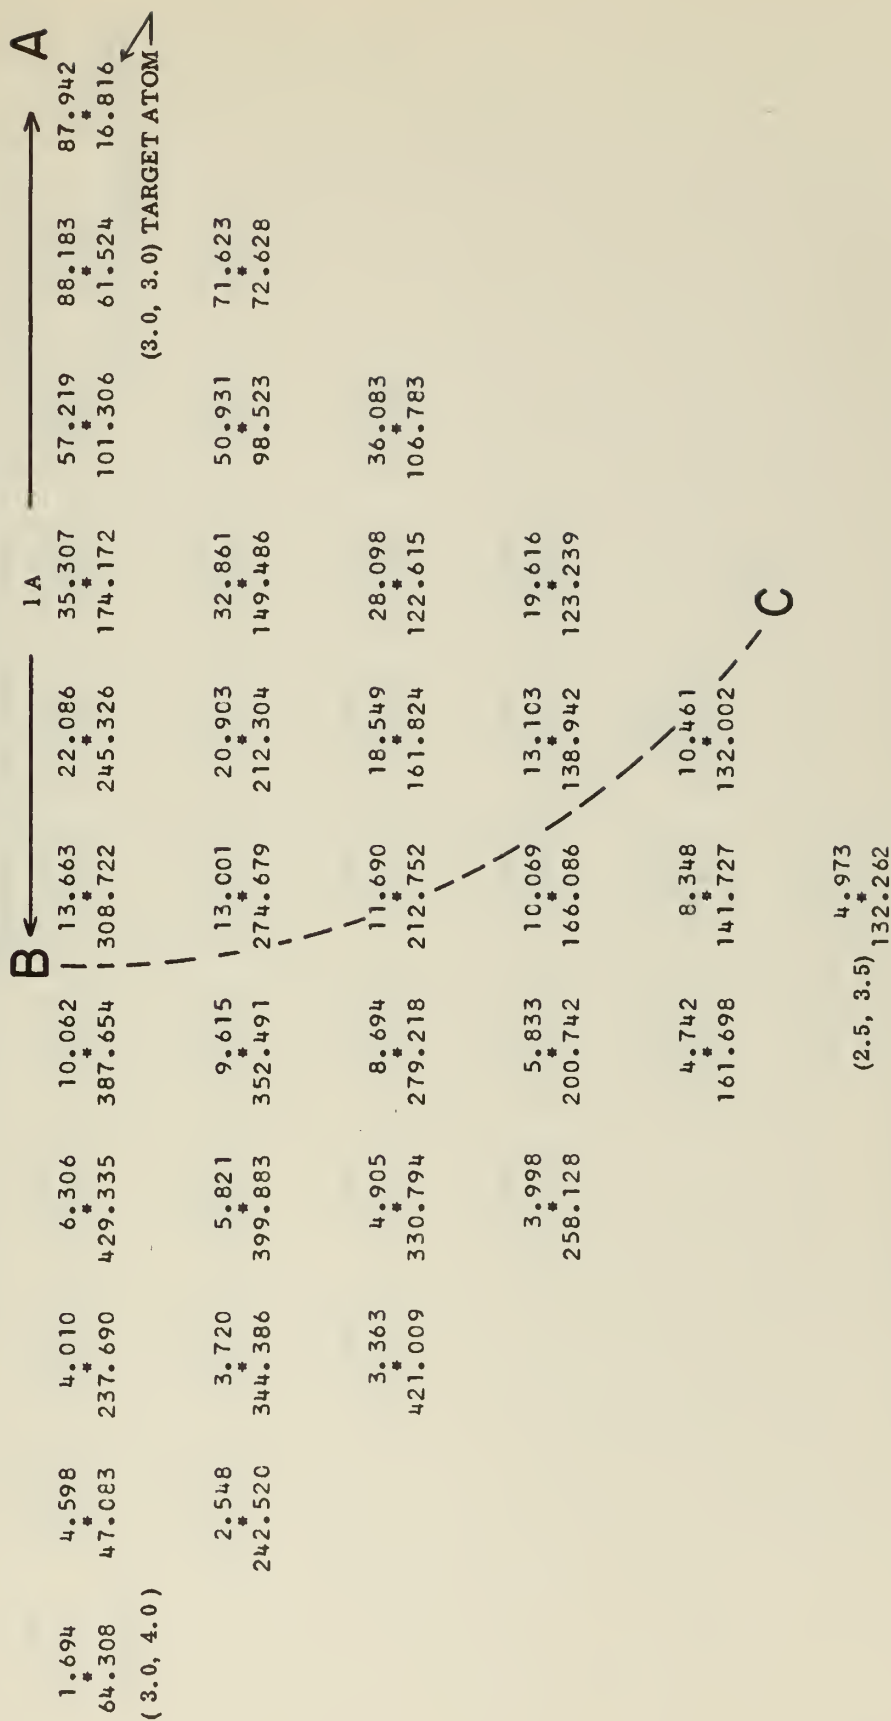 B 1A A
1.694 4.598 4.010 6.306 10.062 13.663 22.086 35.307 57.219 88.183 87.942
* * * * * * * * * * *
64.308 47.083 237.690 429.335 387.654 308.722 245.326 174.172 101.306 61.524 16.816
(3.0, 4.0) (3.0, 3.0) TARGET ATOM
2.548 3.720 5.821 9.615 13.001 20.903 32.861 50.931 71.623
* * * * * * * * *
242.520 344.386 399.883 352.491 274.679 212.304 149.486 98.523 72.628
3.363 4.905 8.694 11.690 18.549 28.098 36.083
* * * * * * *
421.009 330.794 279.218 212.752 161.824 122.615 106.783
3.998 5.833 10.069 13.103 19.616
* * * * *
258.128 200.742 166.086 138.942 123.239
4.742 8.348 10.461
* * *
161.698 141.727 132.002
C
4.973
*
(2.5, 3.5)
132.262